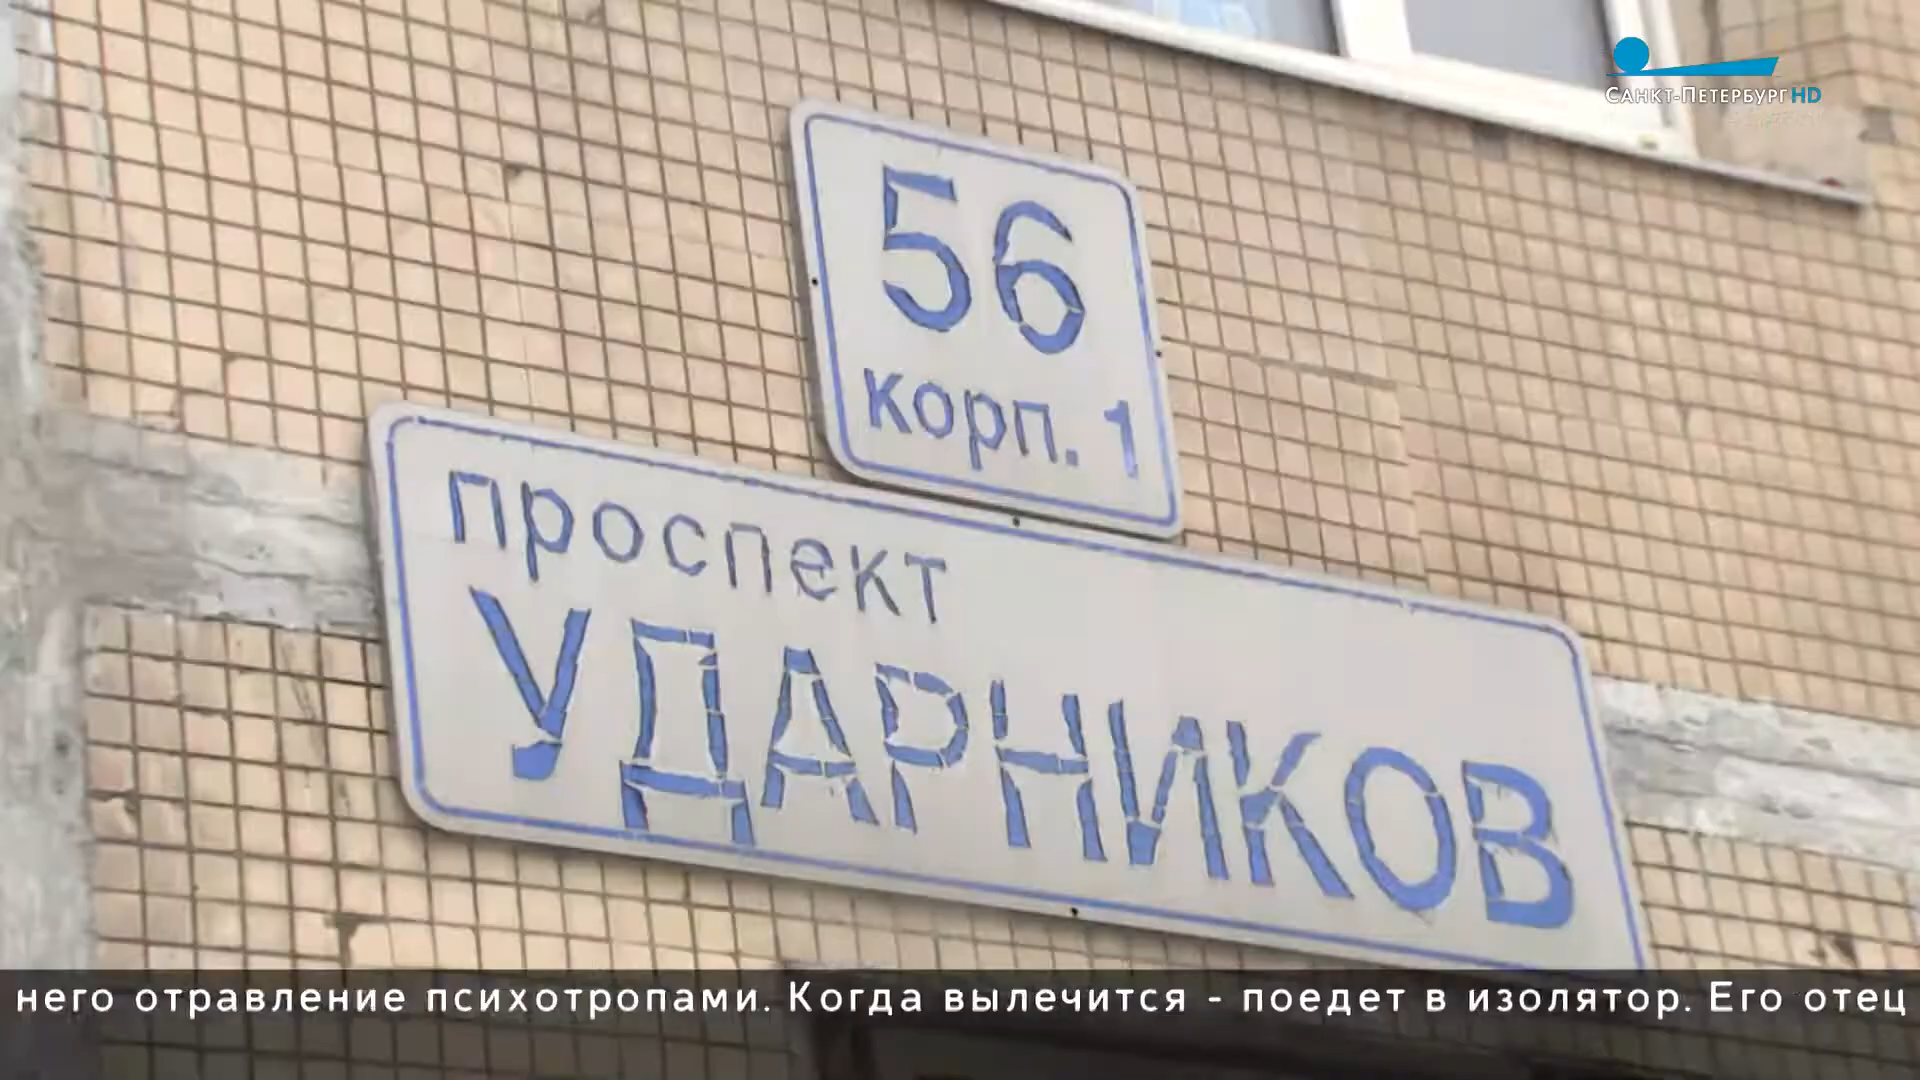 САНКТ-ПЕТЕРБУРГ HD
56
корп. 1
проспект
УДАРНИКОВ
него отравление психотропами. Когда вылечится - поедет в изолятор. Его отец